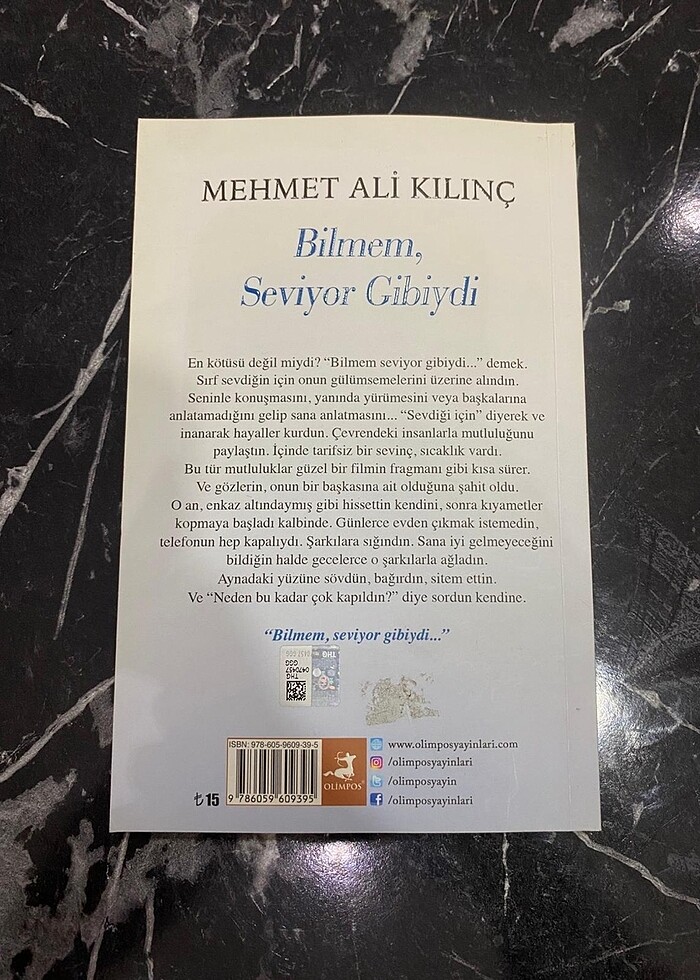 MEHMET ALİ KILINÇ
Bilmem,
Seviyor Gibiydi
En kötüsü değil miydi? “Bilmem seviyor gibiydi...” demek.
Sırf sevdiğin için onun gülümsemelerini üzerine alındın.
Seninle konuşmasını, yanında yürümesini veya başkalarına
anlatamadığını gelip sana anlatmasını... “Sevdiği için” diyerek ve
inanarak hayaller kurdun. Çevrendeki insanlarla mutluluğunu
paylaştın. İçinde tarifsiz bir sevinç, sıcaklık vardı.
Bu tür mutluluklar güzel bir filmin fragmanı gibi kısa sürer.
Ve gözlerin, onun bir başkasına ait olduğuna şahit oldu.
O an, enkaz altındaymış gibi hissettin kendini, sonra kıyametler
kopmaya başladı kalbinde. Günlerce evden çıkmak istemedin,
telefonun hep kapalıydı. Şarkılara sığındın. Sana iyi gelmeyeceğini
bildiğin halde gecelerce o şarkılarla ağladın.
Aynadaki yüzüne sövdün, bağırdın, sitem ettin.
Ve “Neden bu kadar çok kapıldın?” diye sordun kendine.
“Bilmem, seviyor gibiydi...”
THG
0470457
GGG
ISBN: 978-605-9609-39-5
9 786059 609395
₺ 15
OLIMPOS
www.olimposyayinlari.com
/olimposyayinlari
/olimposyayin
/olimposyayinlari